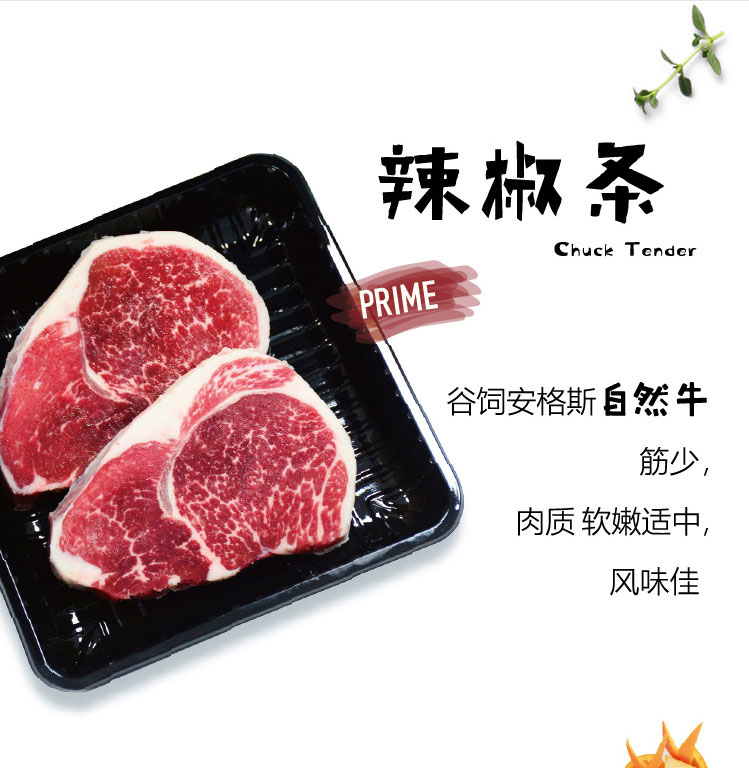 辣椒条
Chuck Tender
PRIME
谷饲安格斯 自然牛
筋少，
肉质 软嫩适中，
风味佳